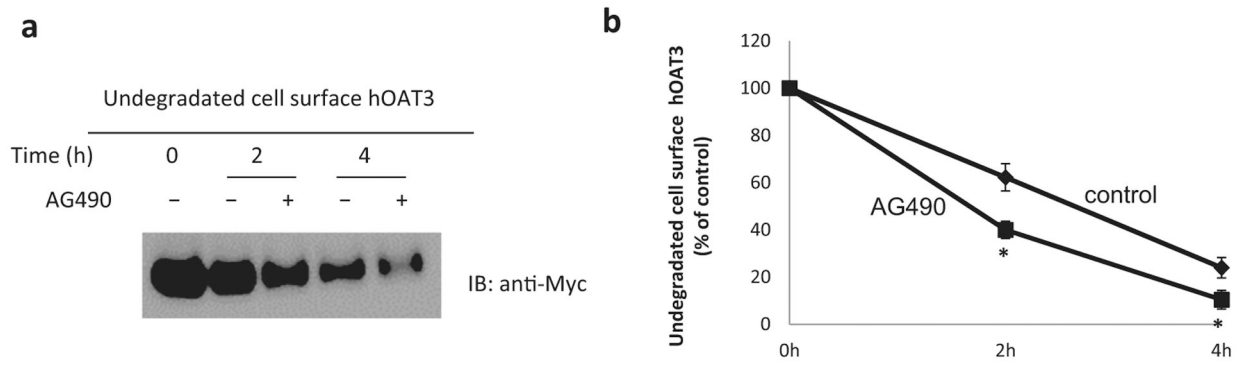 a
Undegradated cell surface hOAT3
Time (h) 0 2 4
AG490 – – + – +
IB: anti-Myc
b
Undegradated cell surface hOAT3
(% of control)
120
100
80
60
40
20
0
AG490
control
*
*
0h 2h 4h